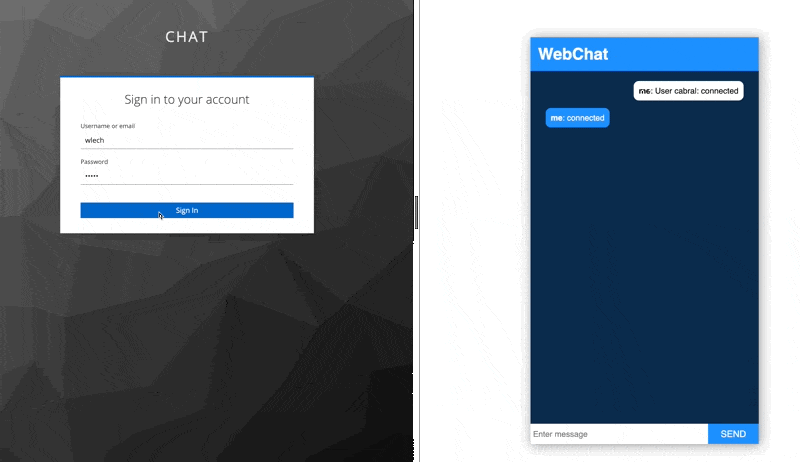 CHAT
Sign in to your account
Username or email
wlech
Password
•••••
Sign In
WebChat
me: User cabral: connected
me: connected
Enter message
SEND